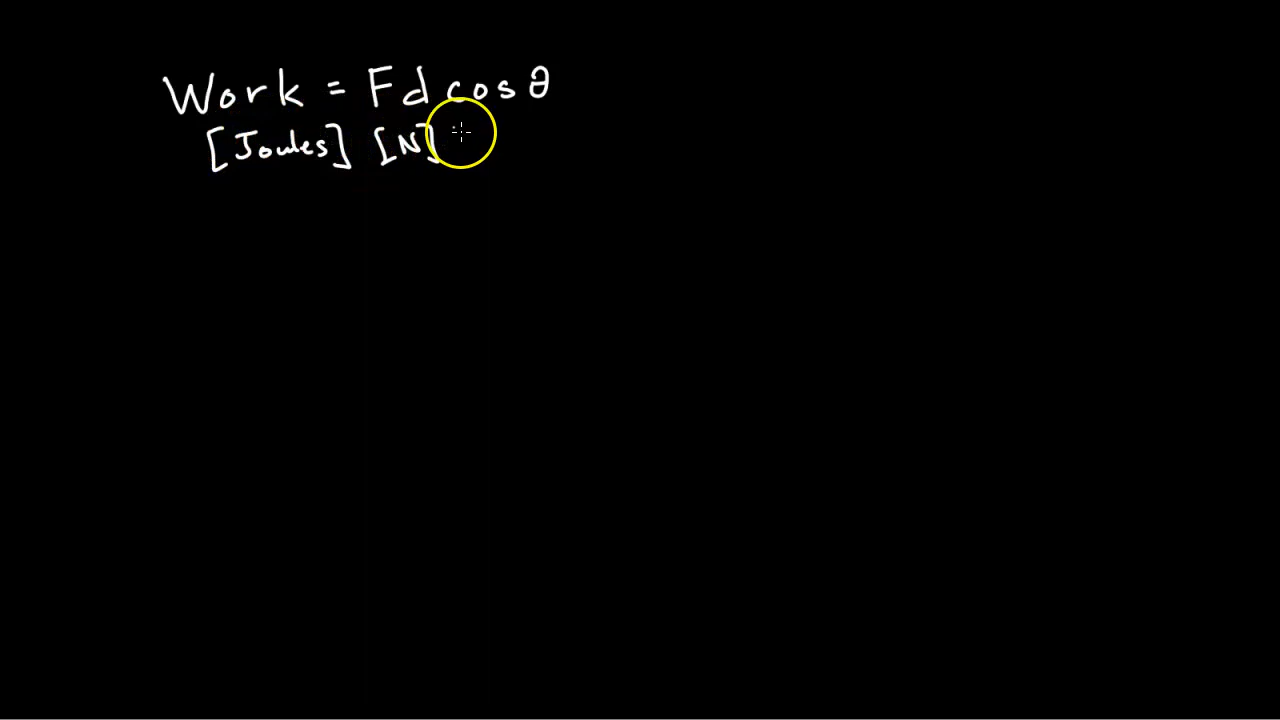 Work = Fd cos θ
[Joules] [N]